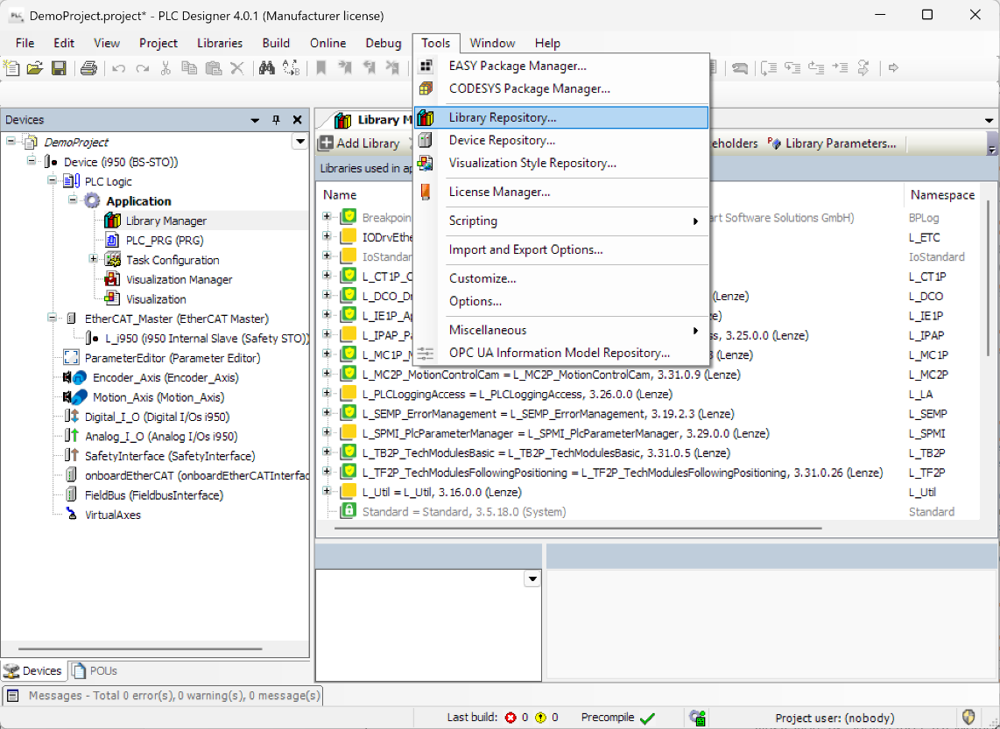 DemoProject.project* - PLC Designer 4.0.1 (Manufacturer license)
File Edit View Project Libraries Build Online Debug Tools Window Help
EASY Package Manager...
CODESYS Package Manager...
Library Repository...
Device Repository...
Visualization Style Repository...
License Manager...
Scripting
Import and Export Options...
Customize...
Options...
Miscellaneous
OPC UA Information Model Repository...
Devices
DemoProject
Device (i950 (BS-STO))
PLC Logic
Application
Library Manager
PLC_PRG (PRG)
Task Configuration
Visualization Manager
Visualization
EtherCAT_Master (EtherCAT Master)
L_i950 (i950 Internal Slave (Safety STO))
ParameterEditor (Parameter Editor)
Encoder_Axis (Encoder_Axis)
Motion_Axis (Motion_Axis)
Digital_I_O (Digital I/Os i950)
Analog_I_O (Analog I/Os i950)
SafetyInterface (SafetyInterface)
onboardEtherCAT (onboardEtherCATInterfac
FieldBus (FieldbusInterface)
VirtualAxes
Devices POUs
Library M
Add Library eholders Library Parameters...
Libraries used in ap
Name Namespace
Breakpoin art Software Solutions GmbH) BPLog
IODrvEthe L_ETC
IoStandar IoStandard
L_CT1P_C L_CT1P
L_DCO_Dr (Lenze) L_DCO
L_IE1P_Ap ze) L_IE1P
L_IPAP_Pa ss, 3.25.0.0 (Lenze) L_IPAP
L_MC1P_M 3 (Lenze) L_MC1P
L_MC2P_MotionControlCam = L_MC2P_MotionControlCam, 3.31.0.9 (Lenze) L_MC2P
L_PLCLoggingAccess = L_PLCLoggingAccess, 3.26.0.0 (Lenze) L_LA
L_SEMP_ErrorManagement = L_SEMP_ErrorManagement, 3.19.2.3 (Lenze) L_SEMP
L_SPMI_PlcParameterManager = L_SPMI_PlcParameterManager, 3.29.0.0 (Lenze) L_SPMI
L_TB2P_TechModulesBasic = L_TB2P_TechModulesBasic, 3.31.0.5 (Lenze) L_TB2P
L_TF2P_TechModulesFollowingPositioning = L_TF2P_TechModulesFollowingPositioning, 3.31.0.26 (Lenze) L_TF2P
L_Util = L_Util, 3.16.0.0 (Lenze) L_Util
Standard = Standard, 3.5.18.0 (System) Standard
Messages - Total 0 error(s), 0 warning(s), 0 message(s)
Last build: 0 0 Precompile Project user: (nobody)